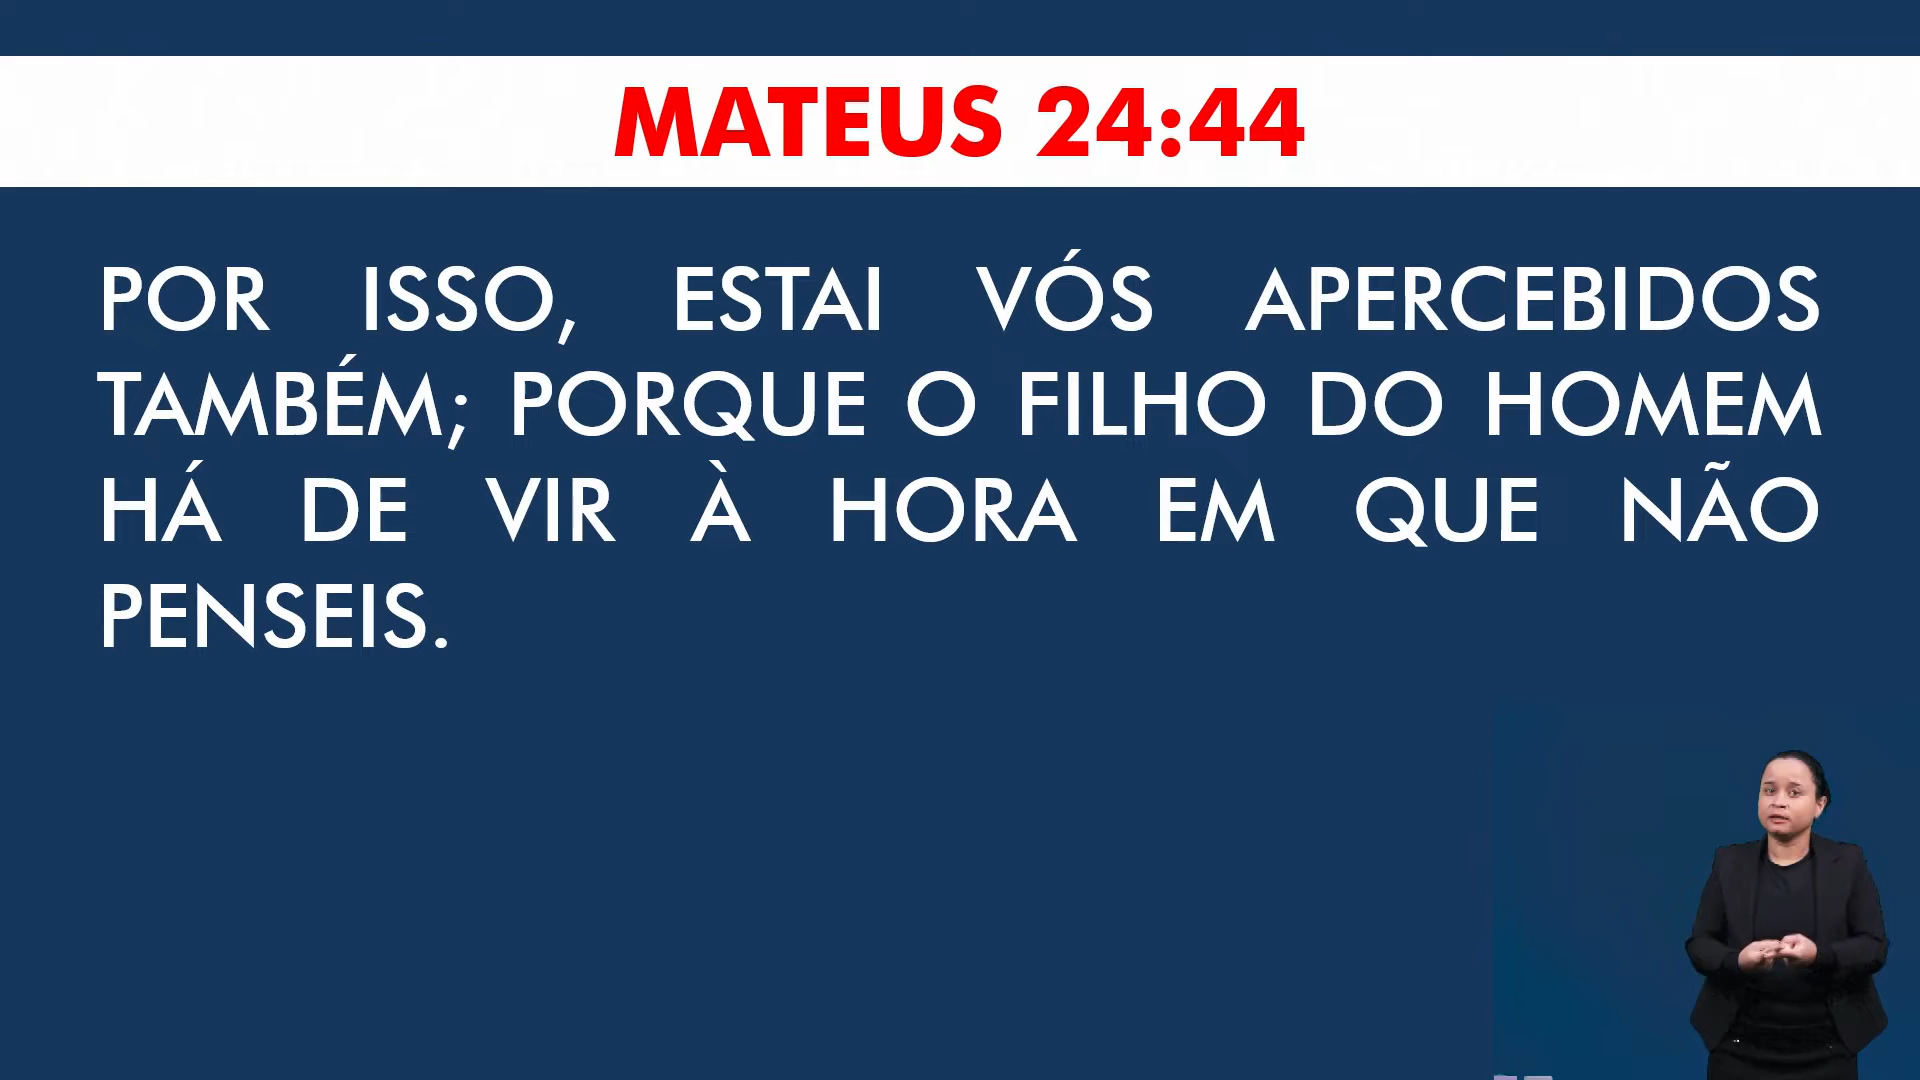 MATEUS 24:44
POR ISSO, ESTAI VÓS APERCEBIDOS
TAMBÉM; PORQUE O FILHO DO HOMEM
HÁ DE VIR À HORA EM QUE NÃO
PENSEIS.